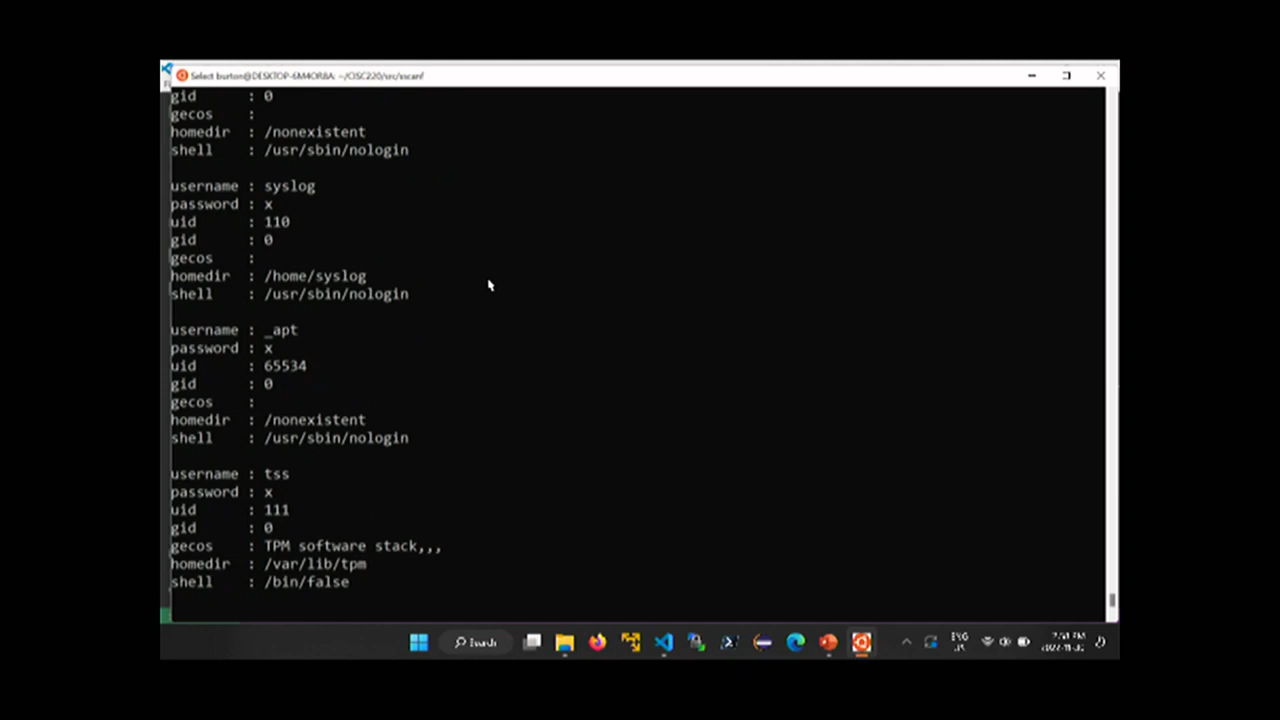 Select burton@DESKTOP-6M4OR8A: ~/CISC220/src/sscanf
gid : 0
gecos :
homedir : /nonexistent
shell : /usr/sbin/nologin
username : syslog
password : x
uid : 110
gid : 0
gecos :
homedir : /home/syslog
shell : /usr/sbin/nologin
username : _apt
password : x
uid : 65534
gid : 0
gecos :
homedir : /nonexistent
shell : /usr/sbin/nologin
username : tss
password : x
uid : 111
gid : 0
gecos : TPM software stack,,,
homedir : /var/lib/tpm
shell : /bin/false
Search
ENG